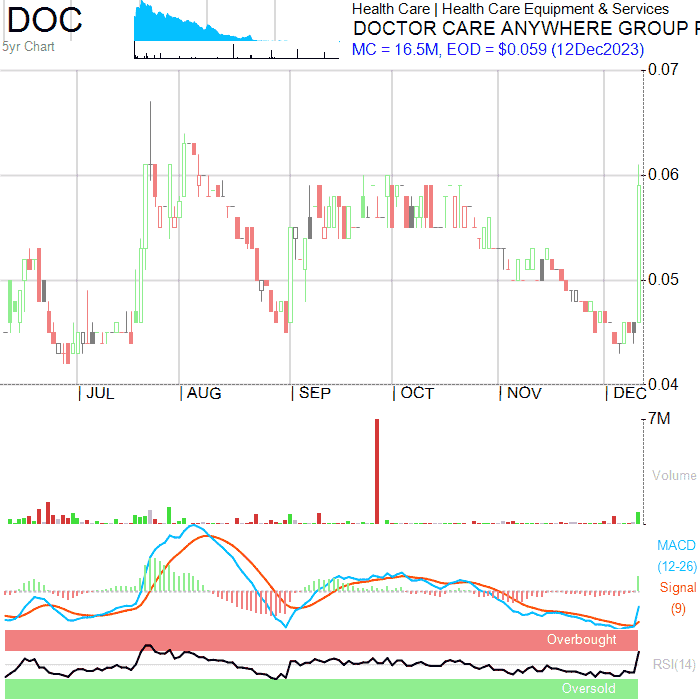 DOC
5yr Chart
Health Care | Health Care Equipment & Services
DOCTOR CARE ANYWHERE GROUP P
MC = 16.5M, EOD = $0.059 (12Dec2023)
0.07
0.06
0.05
0.04
| JUL | AUG | SEP | OCT | NOV | DEC
7M
Volume
MACD
(12-26)
Signal
(9)
Overbought
RSI(14)
Oversold